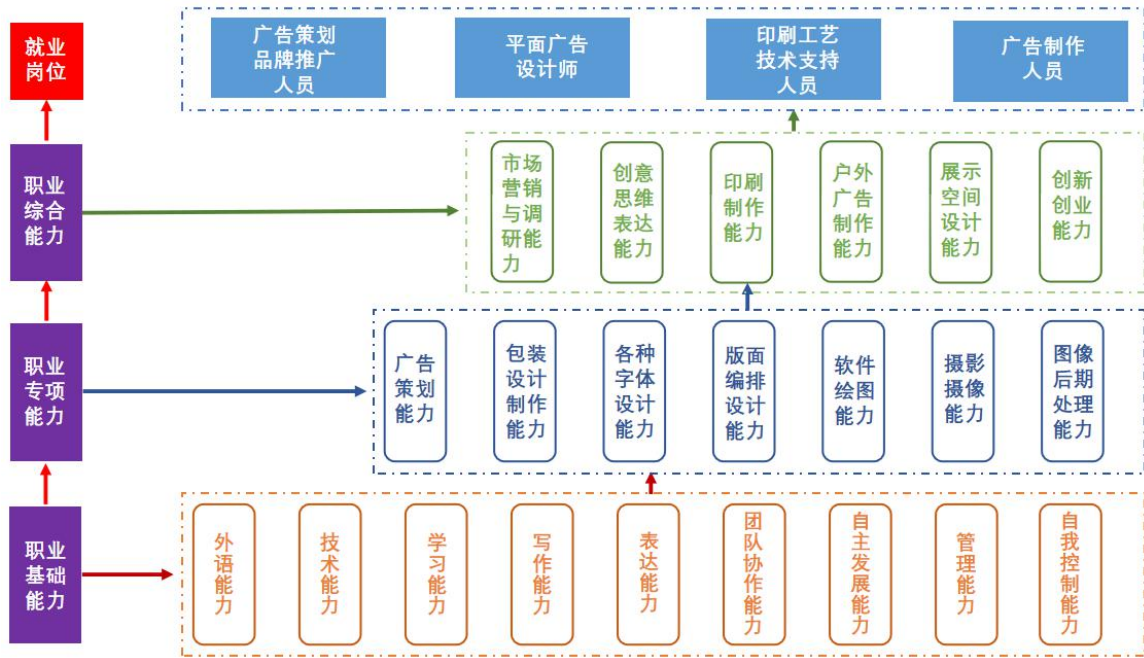 就业
岗位
广告策划
品牌推广
人员
平面广告
设计师
印刷工艺
技术支持
人员
广告制作
人员
职业
综合
能力
市场
营销
与调
研能
力
创意
思维
表达
能力
印刷
制作
能力
户外
广告
制作
能力
展示
空间
设计
能力
创新
创业
能力
职业
专项
能力
广告
策划
能力
包装
设计
制作
能力
各种
字体
设计
能力
版面
编排
设计
能力
软件
绘图
能力
摄影
摄像
能力
图像
后期
处理
能力
职业
基础
能力
外语能力
技术能力
学习能力
写作能力
表达能力
团队协作能力
自主发展能力
管理能力
自我控制能力